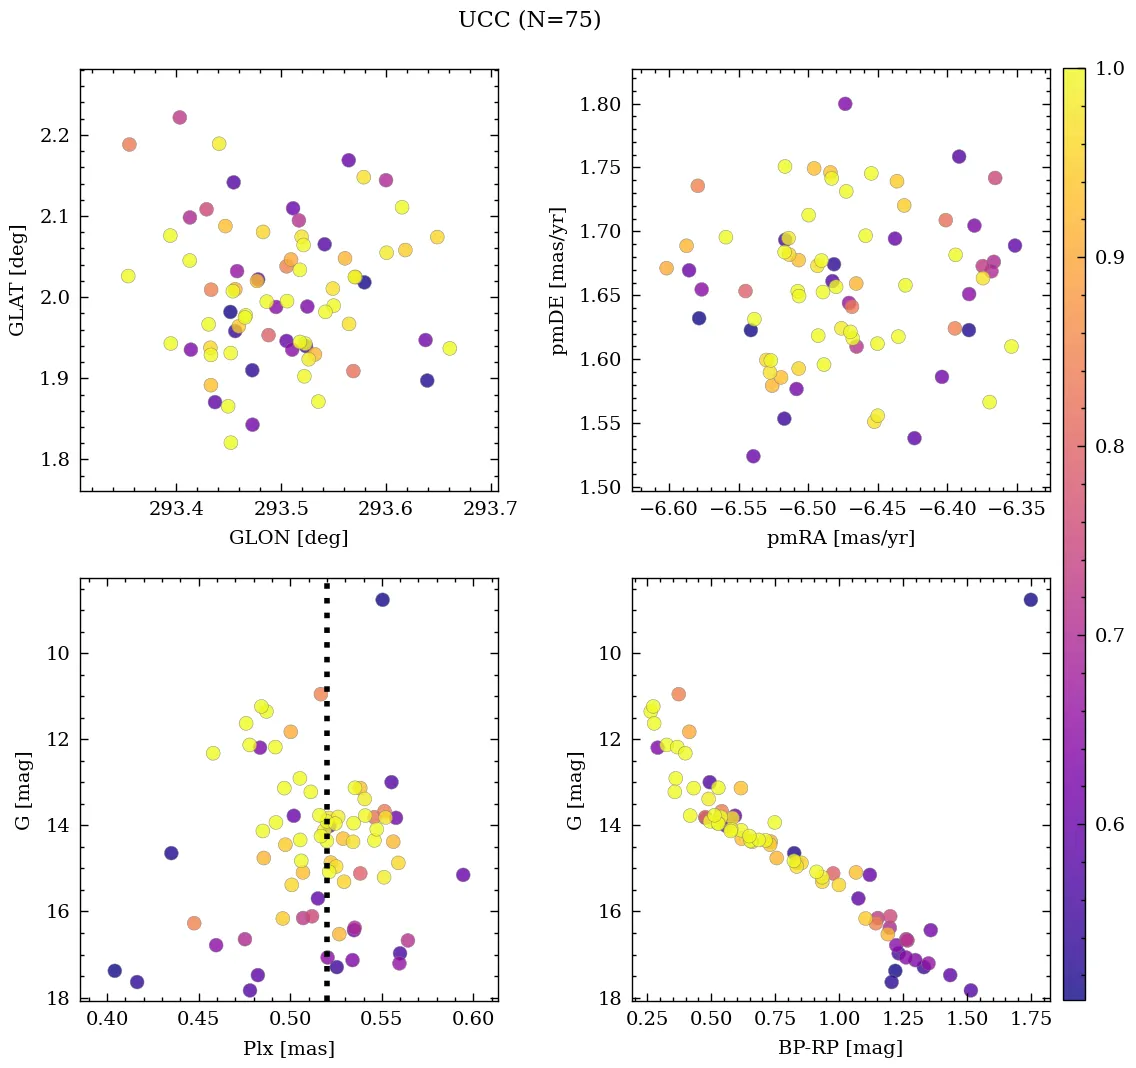 UCC (N=75)
2.2
2.1
2.0
1.9
1.8
GLAT [deg]
293.4 293.5 293.6 293.7
GLON [deg]
1.80
1.75
1.70
1.65
1.60
1.55
1.50
pmDE [mas/yr]
−6.60 −6.55 −6.50 −6.45 −6.40 −6.35
pmRA [mas/yr]
1.0
0.9
0.8
0.7
0.6
10
12
14
16
18
G [mag]
0.40 0.45 0.50 0.55 0.60
Plx [mas]
10
12
14
16
18
G [mag]
0.25 0.50 0.75 1.00 1.25 1.50 1.75
BP-RP [mag]